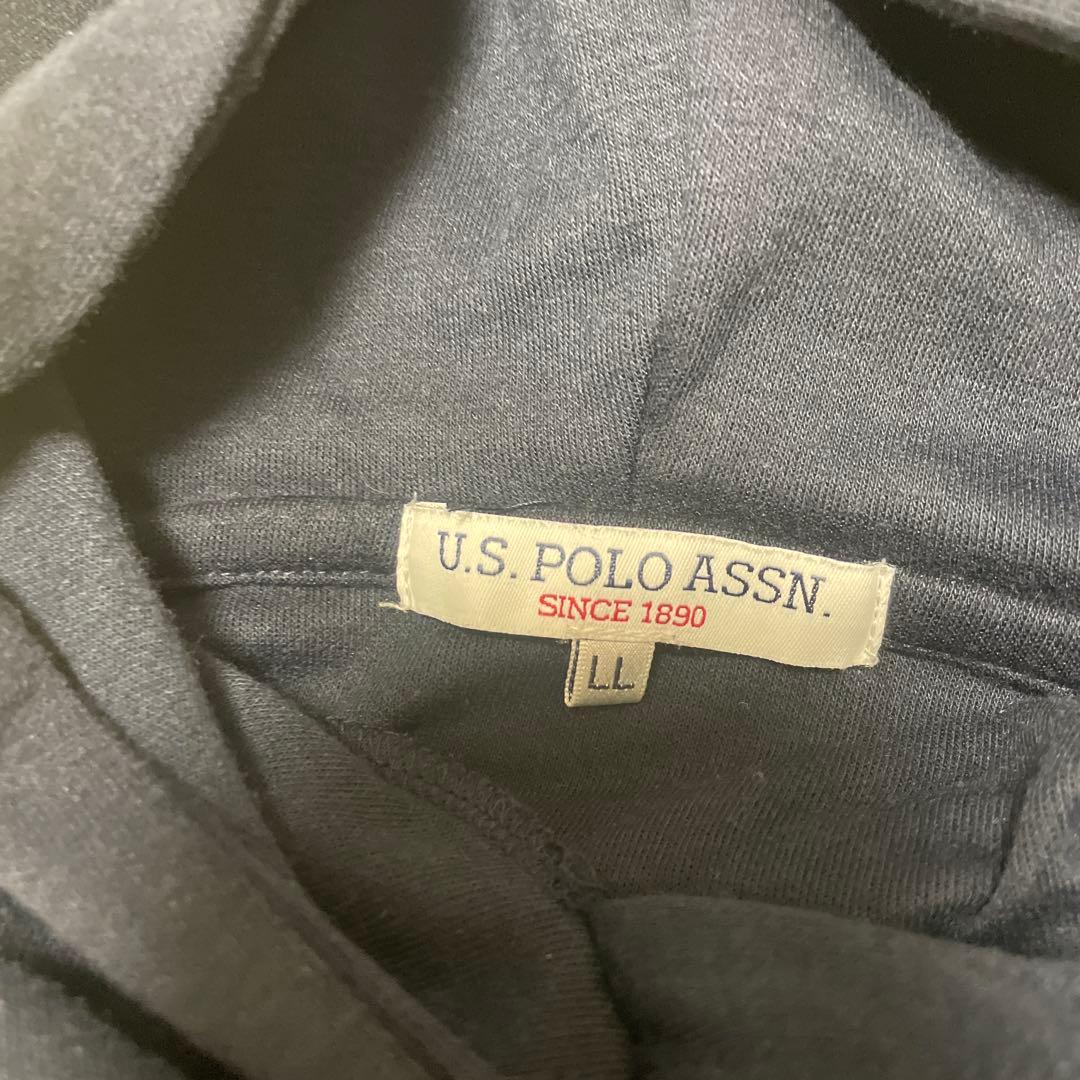 U.S. POLO ASSN.
SINCE 1890
LL